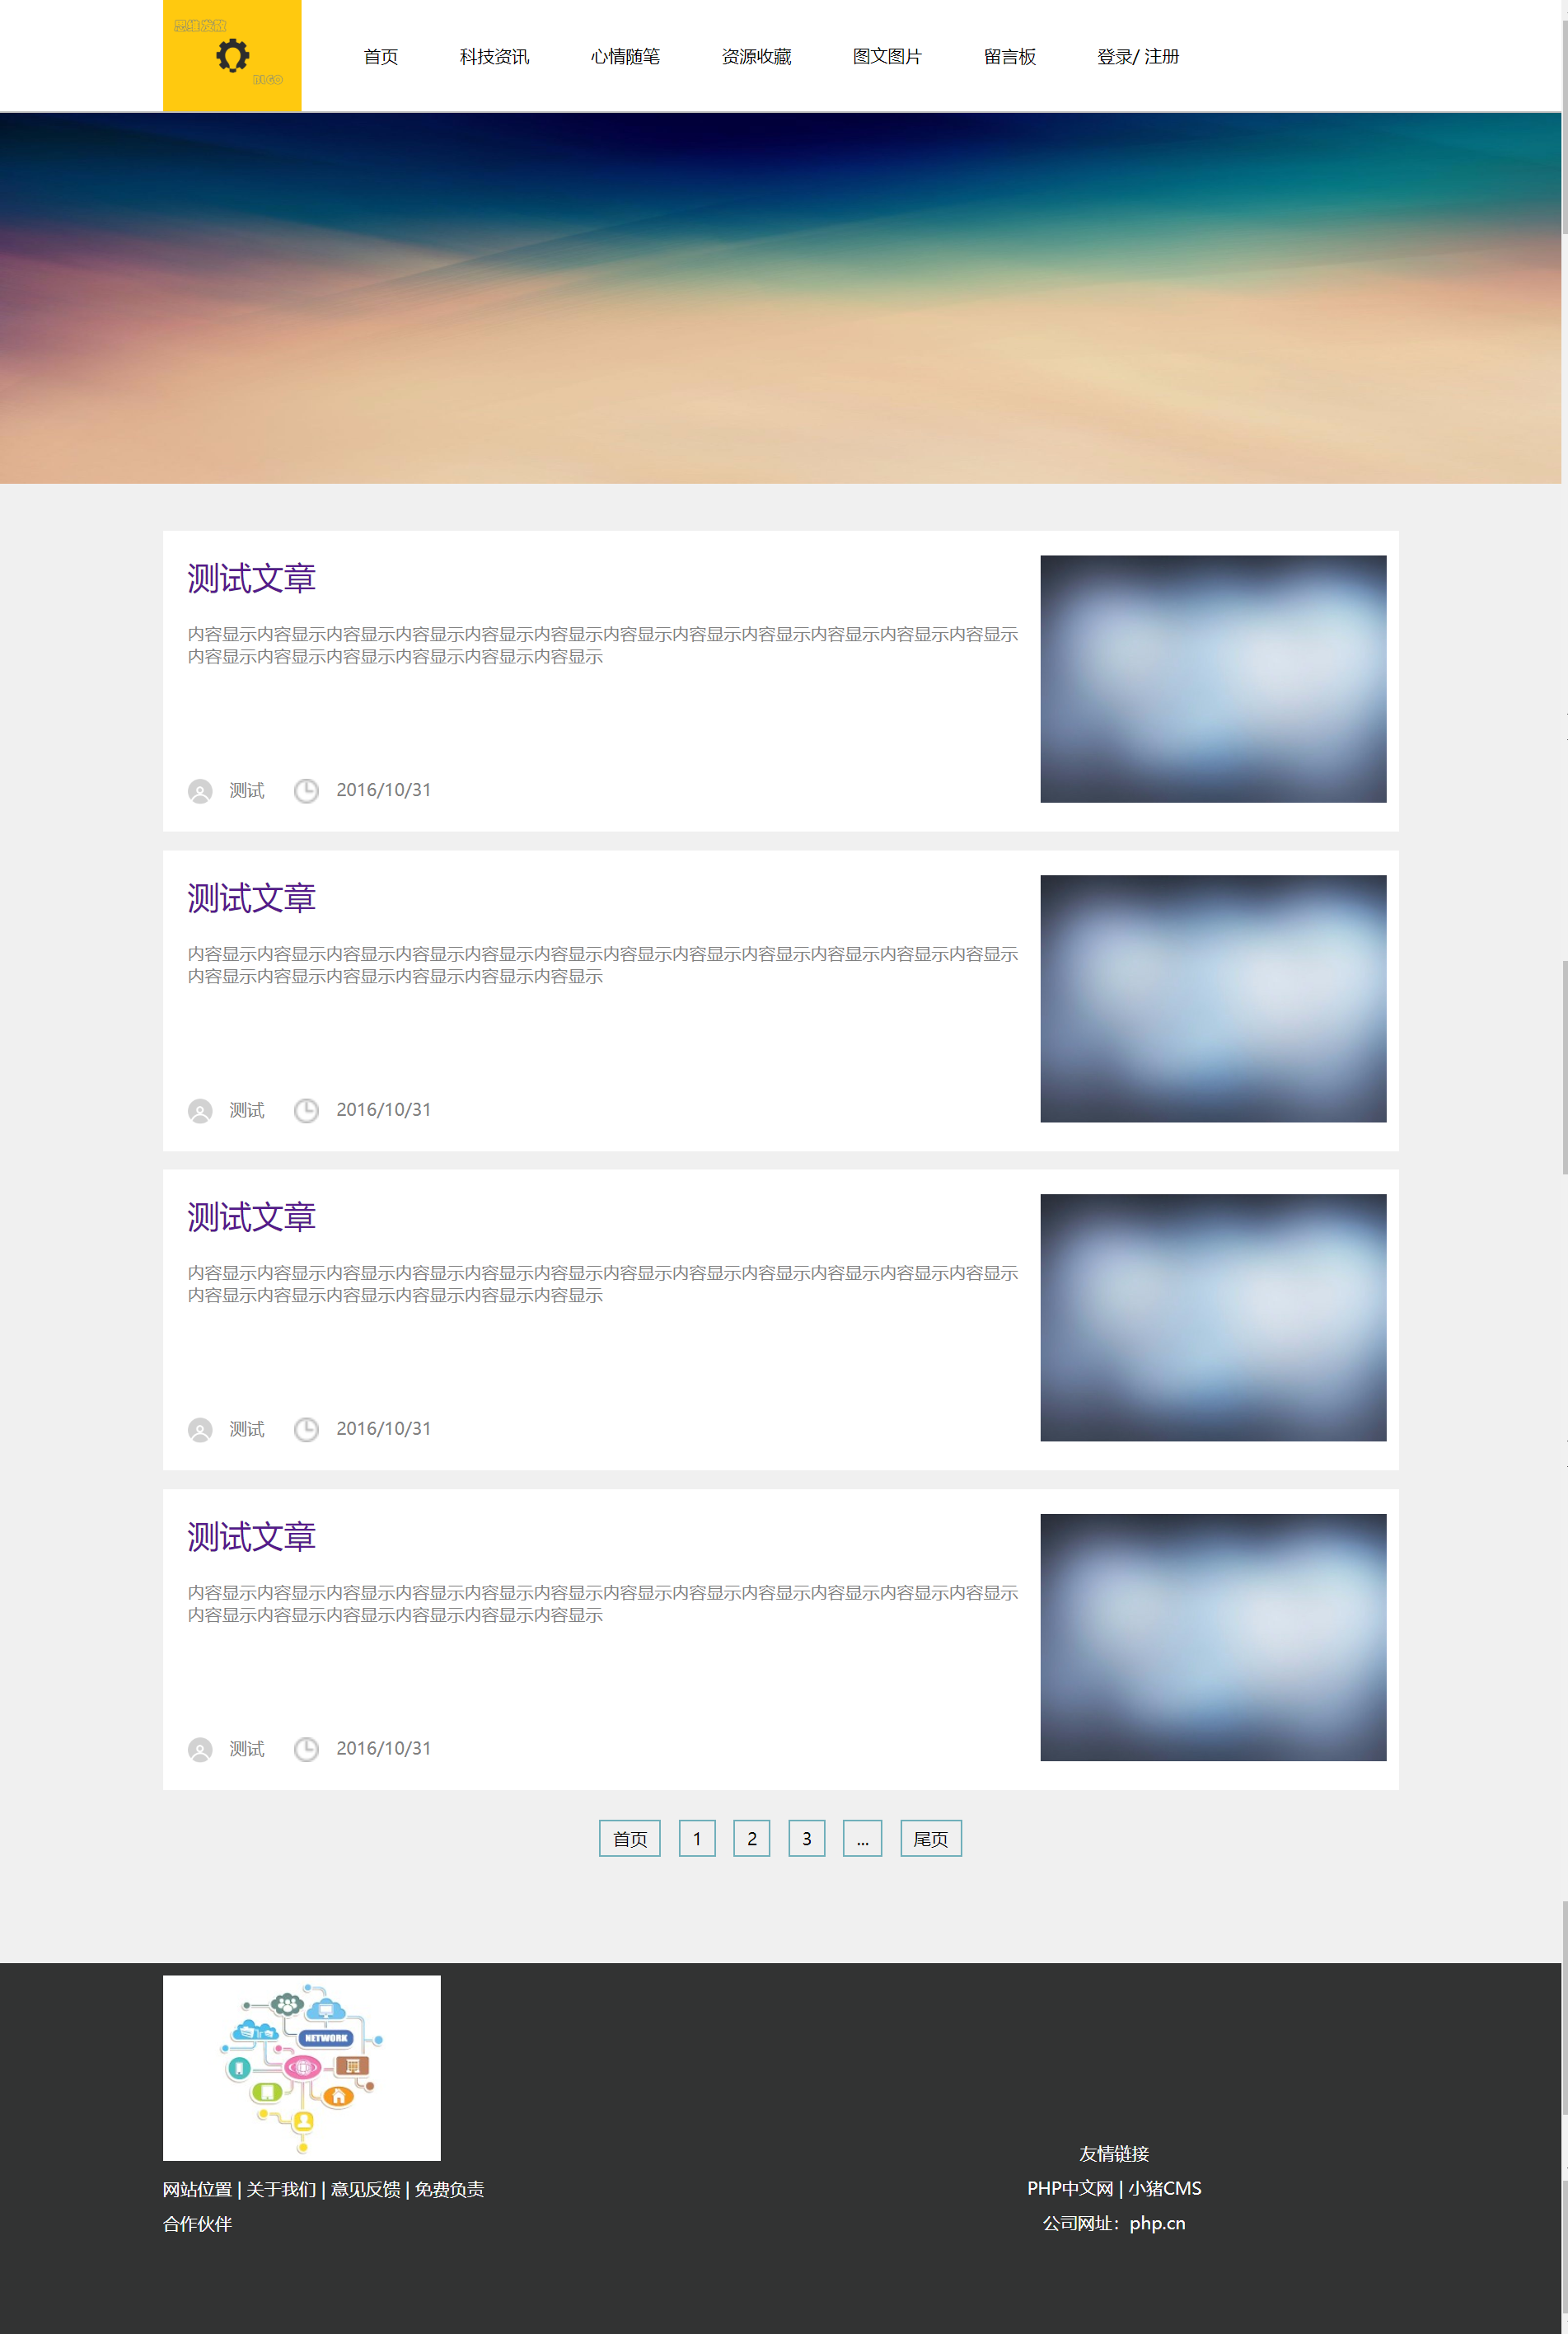 思维发散
BLGO
首页 科技资讯 心情随笔 资源收藏 图文图片 留言板 登录/ 注册
测试文章
内容显示内容显示内容显示内容显示内容显示内容显示内容显示内容显示内容显示内容显示内容显示内容显示
内容显示内容显示内容显示内容显示内容显示内容显示
测试 2016/10/31
测试文章
内容显示内容显示内容显示内容显示内容显示内容显示内容显示内容显示内容显示内容显示内容显示内容显示
内容显示内容显示内容显示内容显示内容显示内容显示
测试 2016/10/31
测试文章
内容显示内容显示内容显示内容显示内容显示内容显示内容显示内容显示内容显示内容显示内容显示内容显示
内容显示内容显示内容显示内容显示内容显示内容显示
测试 2016/10/31
测试文章
内容显示内容显示内容显示内容显示内容显示内容显示内容显示内容显示内容显示内容显示内容显示内容显示
内容显示内容显示内容显示内容显示内容显示内容显示
测试 2016/10/31
首页 1 2 3 ... 尾页
NETWORK
网站位置 | 关于我们 | 意见反馈 | 免费负责
合作伙伴
友情链接
PHP中文网 | 小猪CMS
公司网址：php.cn